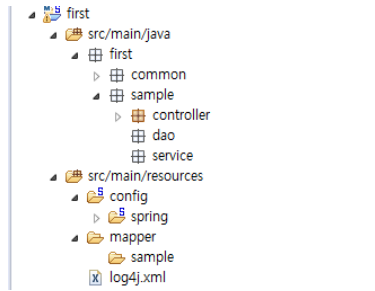 first
src/main/java
first
common
sample
controller
dao
service
src/main/resources
config
spring
mapper
sample
log4j.xml